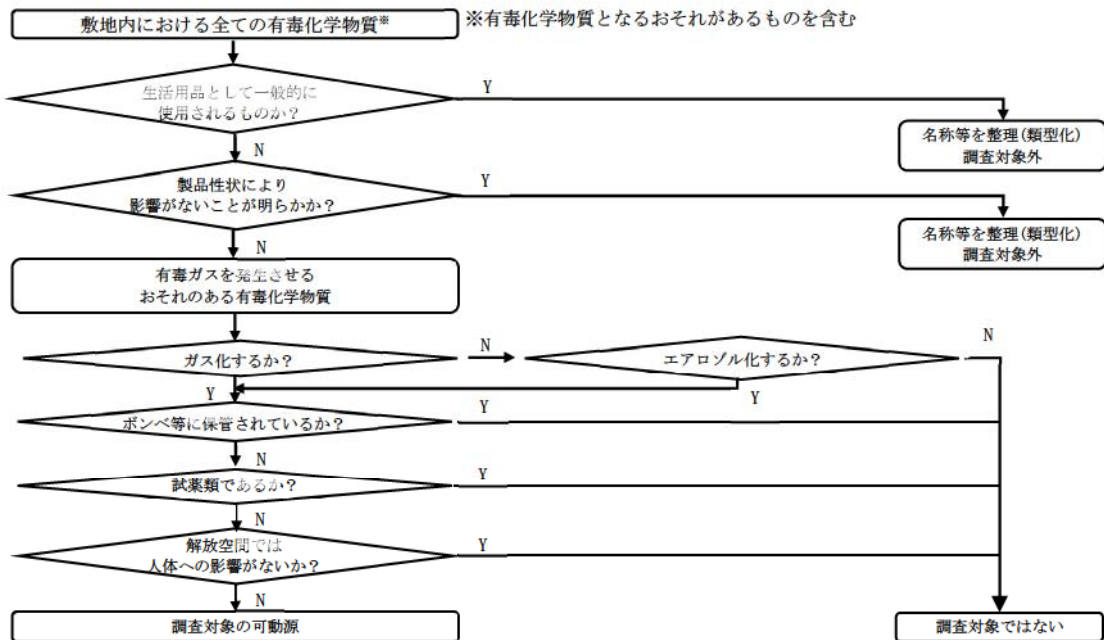 敷地内における全ての有毒化学物質※
※有毒化学物質となるおそれがあるものを含む
生活用品として一般的に
使用されるものか？
Y
名称等を整理(類型化)
調査対象外
N
製品性状により
影響がないことが明らかか？
Y
名称等を整理(類型化)
調査対象外
N
有毒ガスを発生させる
おそれのある有毒化学物質
ガス化するか？
N
エアロゾル化するか？
N
Y
Y
ボンベ等に保管されているか？
Y
N
試薬類であるか？
Y
N
解放空間では
人体への影響がないか？
Y
N
調査対象の可動源
調査対象ではない